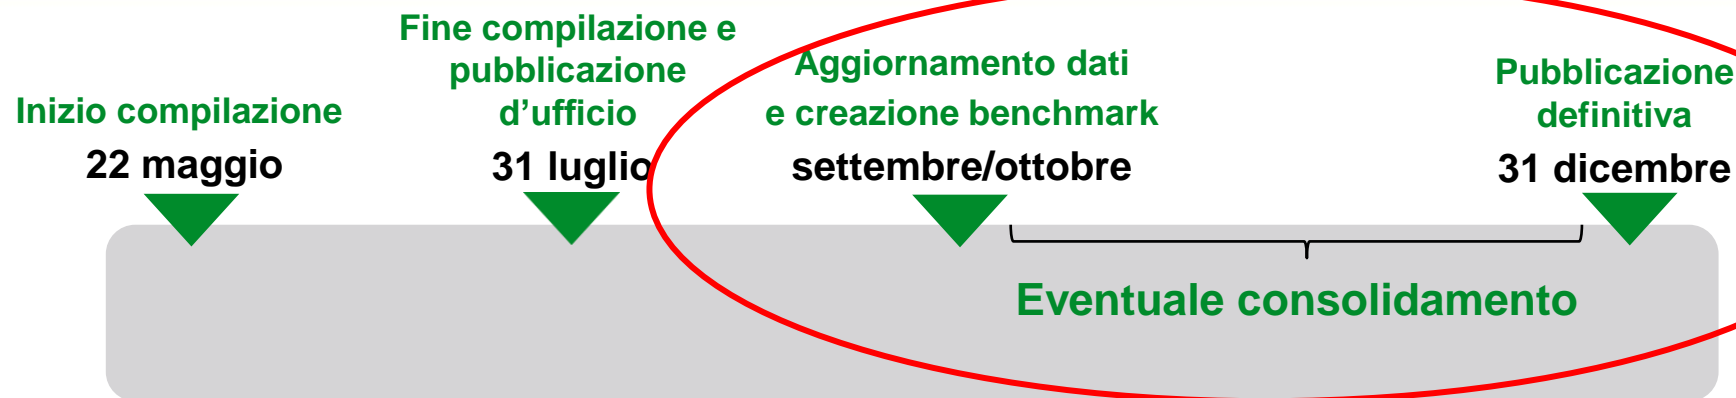 Inizio compilazione
22 maggio
Fine compilazione e
pubblicazione
d’ufficio
31 luglio
Aggiornamento dati
e creazione benchmark
settembre/ottobre
Pubblicazione
definitiva
31 dicembre
Eventuale consolidamento